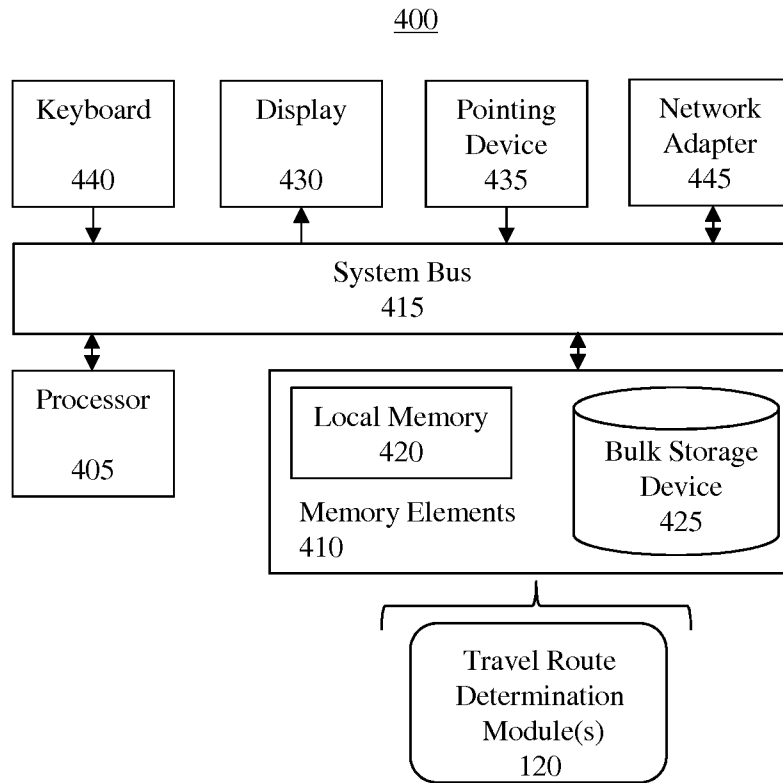 400
Keyboard
440
Display
430
Pointing
Device
435
Network
Adapter
445
System Bus
415
Processor
405
Local Memory
420
Memory Elements
410
Bulk Storage
Device
425
Travel Route
Determination
Module(s)
120